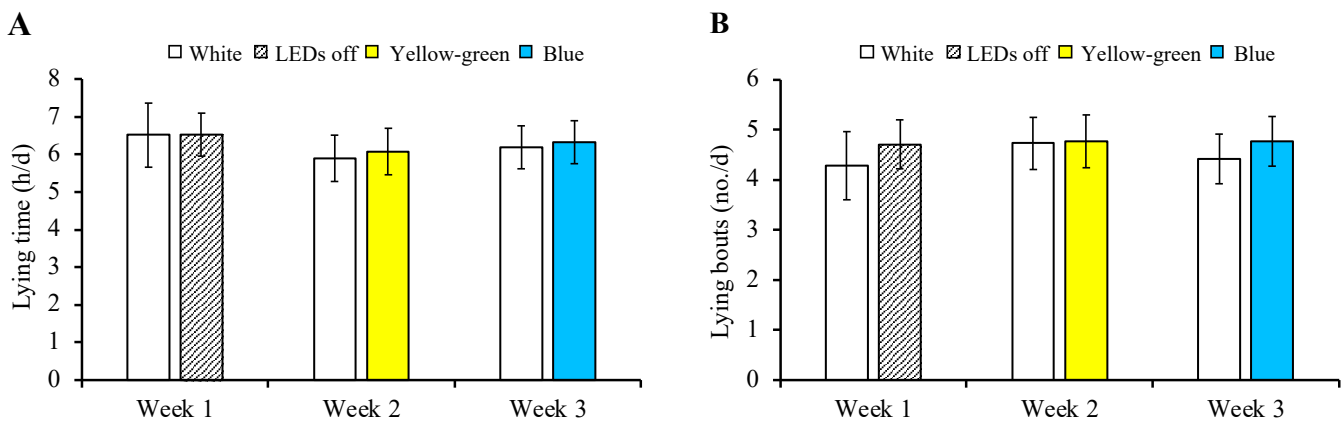 A
White LEDs off Yellow-green Blue
Lying time (h/d)
8
7
6
5
4
3
2
1
0
Week 1 Week 2 Week 3
B
White LEDs off Yellow-green Blue
Lying bouts (no./d)
6
5
4
3
2
1
0
Week 1 Week 2 Week 3